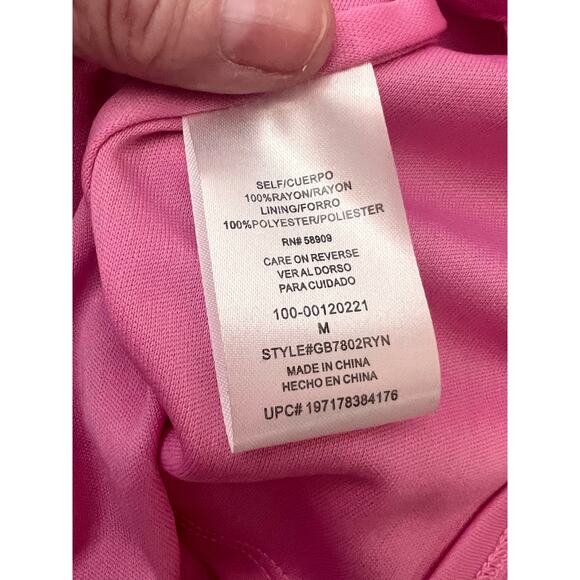 SELF/CUERPO
100%RAYON/RAYON
LINING/FORRO
100%POLYESTER/POLIESTER
RN# 58909
CARE ON REVERSE
VER AL DORSO
PARA CUIDADO
100-00120221
M
STYLE#GB7802RYN
MADE IN CHINA
HECHO EN CHINA
UPC# 197178384176